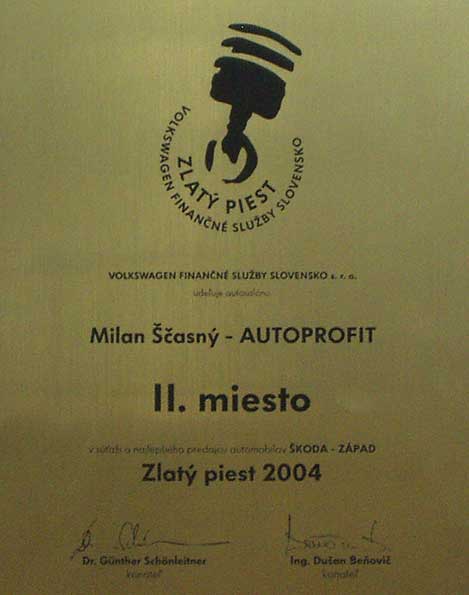 ZLATÝ PIEST
VOLKSWAGEN FINANČNÉ SLUŽBY SLOVENSKO
VOLKSWAGEN FINANČNÉ SLUŽBY SLOVENSKO s. r. o.
udeľuje autosalónu
Milan Ščasný - AUTOPROFIT
II. miesto
v súťaži o najlepšieho predajcu automobilov ŠKODA - ZÁPAD
Zlatý piest 2004
Dr. Günther Schönleitner
konateľ
Ing. Dušan Beňovič
konateľ